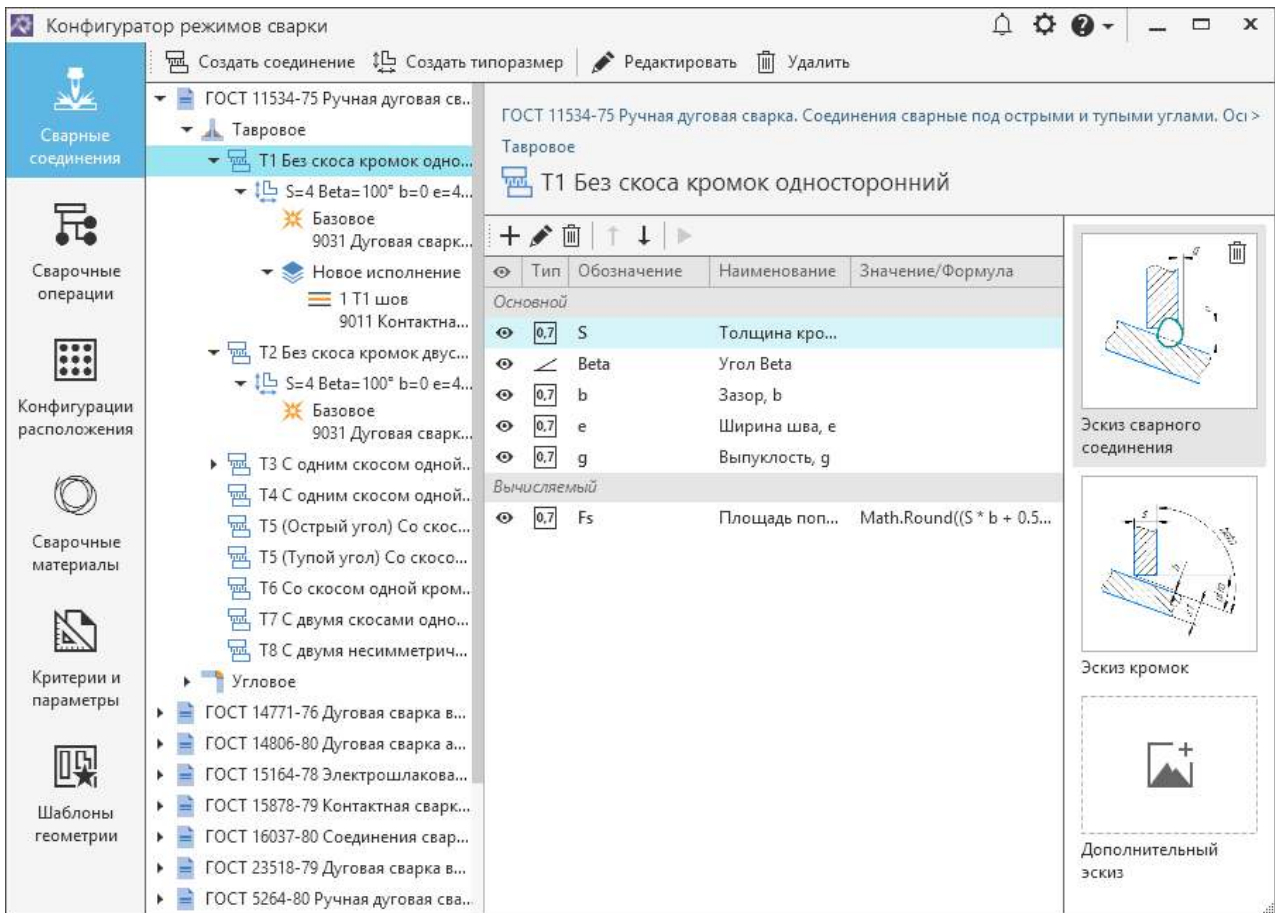 Конфигуратор режимов сварки
Создать соединение Создать типоразмер Редактировать Удалить
Сварные
соединения
Сварочные
операции
Конфигурации
расположения
Сварочные
материалы
Критерии и
параметры
Шаблоны
геометрии
ГОСТ 11534-75 Ручная дуговая св...
Тавровое
Т1 Без скоса кромок одно...
S=4 Beta=100° b=0 e=4...
Базовое
9031 Дуговая сварк...
Новое исполнение
1 Т1 шов
9011 Контактна...
Т2 Без скоса кромок двус...
S=4 Beta=100° b=0 e=4...
Базовое
9031 Дуговая сварк...
Т3 С одним скосом одной...
Т4 С одним скосом одной...
Т5 (Острый угол) Со скос...
Т5 (Тупой угол) Со скосо...
Т6 Со скосом одной кром...
Т7 С двумя скосами одно...
Т8 С двумя несимметрич...
Угловое
ГОСТ 14771-76 Дуговая сварка в...
ГОСТ 14806-80 Дуговая сварка а...
ГОСТ 15164-78 Электрошлакова...
ГОСТ 15878-79 Контактная сварк...
ГОСТ 16037-80 Соединения свар...
ГОСТ 23518-79 Дуговая сварка в...
ГОСТ 5264-80 Ручная дуговая сва...
ГОСТ 11534-75 Ручная дуговая сварка. Соединения сварные под острыми и тупыми углами. Ос >
Тавровое
Т1 Без скоса кромок односторонний
Тип Обозначение Наименование Значение/Формула
Основной
0,7 S Толщина кро...
Beta Угол Beta
0,7 b Зазор, b
0,7 e Ширина шва, e
0,7 g Выпуклость, g
Вычисляемый
0,7 Fs Площадь поп... Math.Round((S * b + 0.5...
Эскиз сварного
соединения
Эскиз кромок
Дополнительный
эскиз